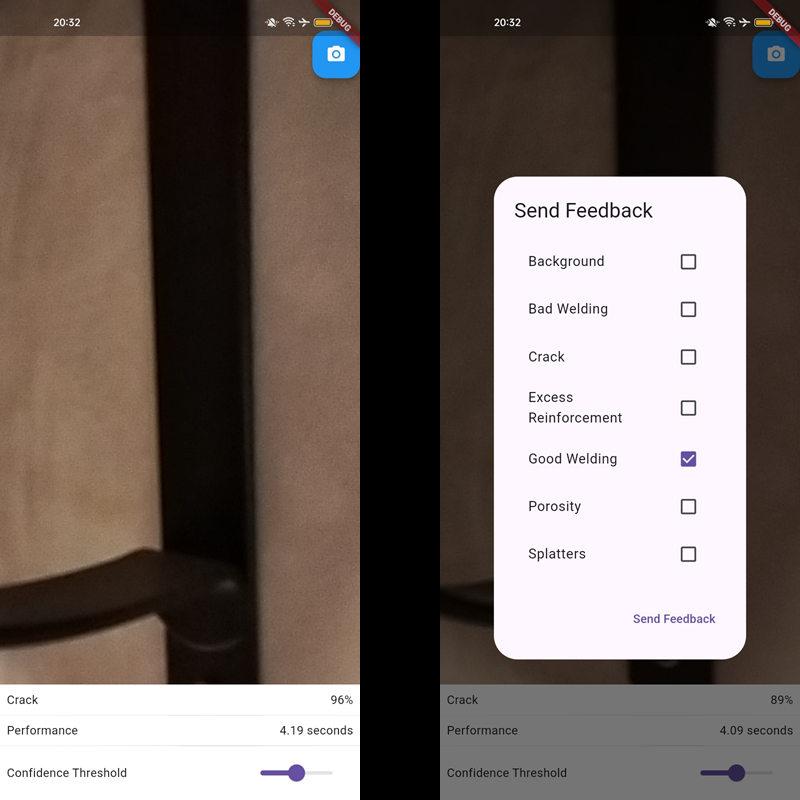 20:32
DEBUG
Crack 96%
Performance 4.19 seconds
Confidence Threshold
20:32
DEBUG
Send Feedback
Background
Bad Welding
Crack
Excess
Reinforcement
Good Welding
Porosity
Splatters
Send Feedback
Crack 89%
Performance 4.09 seconds
Confidence Threshold